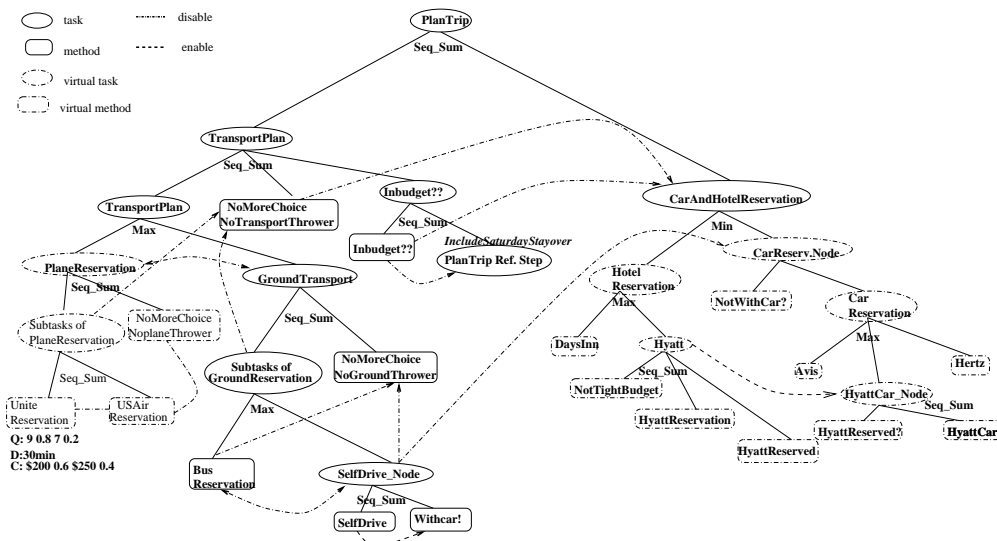 task
disable
method
enable
virtual task
virtual method
PlanTrip
Seq_Sum
TransportPlan
Seq_Sum
TransportPlan
Max
NoMoreChoice
NoTransportThrower
Inbudget??
Seq_Sum
Inbudget??
IncludeSaturdayStayover
PlanTrip Ref. Step
CarAndHotelReservation
Min
PlaneReservation
Seq_Sum
GroundTransport
Seq_Sum
Hotel
Reservation
Max
CarReserv.Node
NotWithCar?
Car
Reservation
Max
Subtasks of
PlaneReservation
Seq_Sum
NoMoreChoice
NoplaneThrower
Subtasks of
GroundReservation
Max
NoMoreChoice
NoGroundThrower
DaysInn
Hyatt
Seq_Sum
Avis
Hertz
NotTightBudget
HyattReservation
HyattReserved
HyattCar_Node
Seq_Sum
HyattReserved?
HyattCar
Unite
Reservation
USAir
Reservation
Q: 9 0.8 7 0.2
D:30min
C: $200 0.6 $250 0.4
Bus
Reservation
SelfDrive_Node
Seq_Sum
SelfDrive
Withcar!